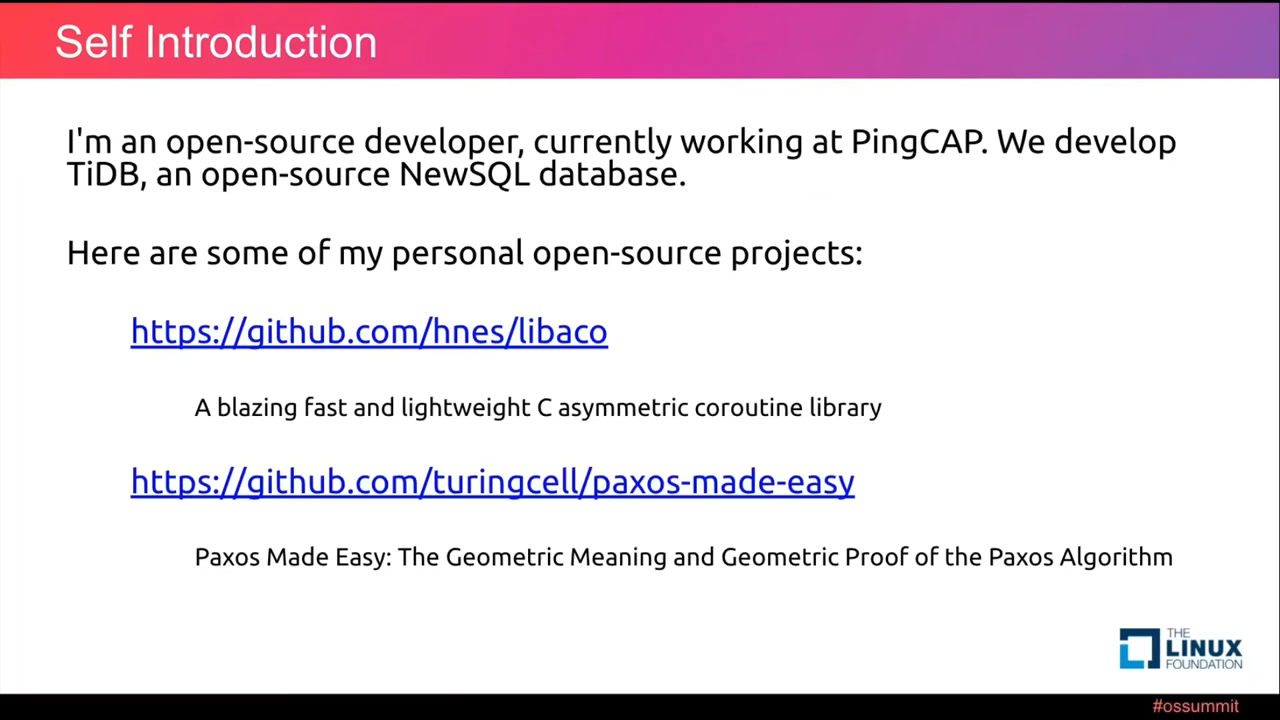 Self Introduction
I'm an open-source developer, currently working at PingCAP. We develop
TiDB, an open-source NewSQL database.
Here are some of my personal open-source projects:
https://github.com/hnes/libaco
A blazing fast and lightweight C asymmetric coroutine library
https://github.com/turingcell/paxos-made-easy
Paxos Made Easy: The Geometric Meaning and Geometric Proof of the Paxos Algorithm
THE
LINUX
FOUNDATION
#ossummit